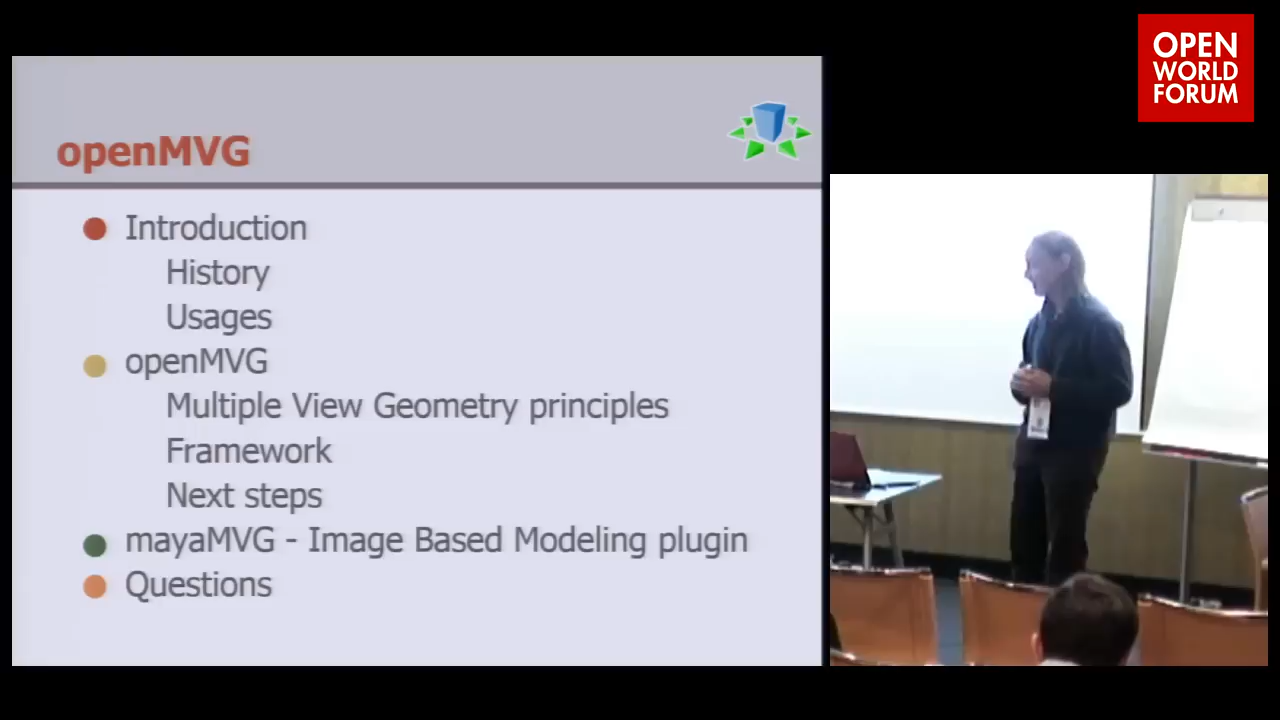 OPEN
WORLD
FORUM
openMVG
Introduction
History
Usages
openMVG
Multiple View Geometry principles
Framework
Next steps
mayaMVG - Image Based Modeling plugin
Questions